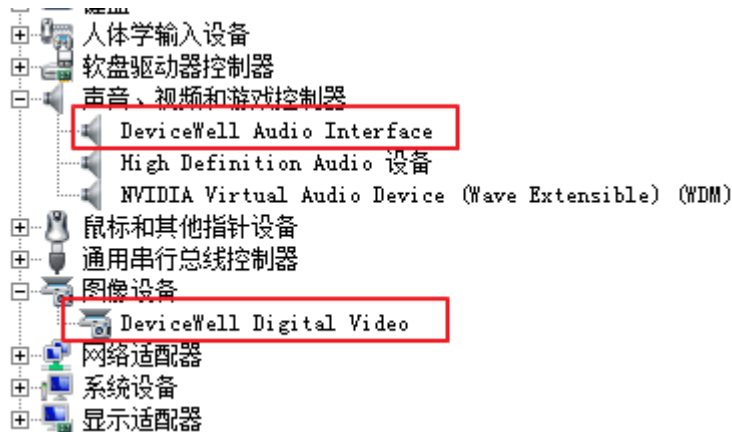 人体学输入设备
软盘驱动器控制器
声音、视频和游戏控制器
DeviceWell Audio Interface
High Definition Audio 设备
NVIDIA Virtual Audio Device (Wave Extensible) (WDM)
鼠标和其他指针设备
通用串行总线控制器
图像设备
DeviceWell Digital Video
网络适配器
系统设备
显示适配器